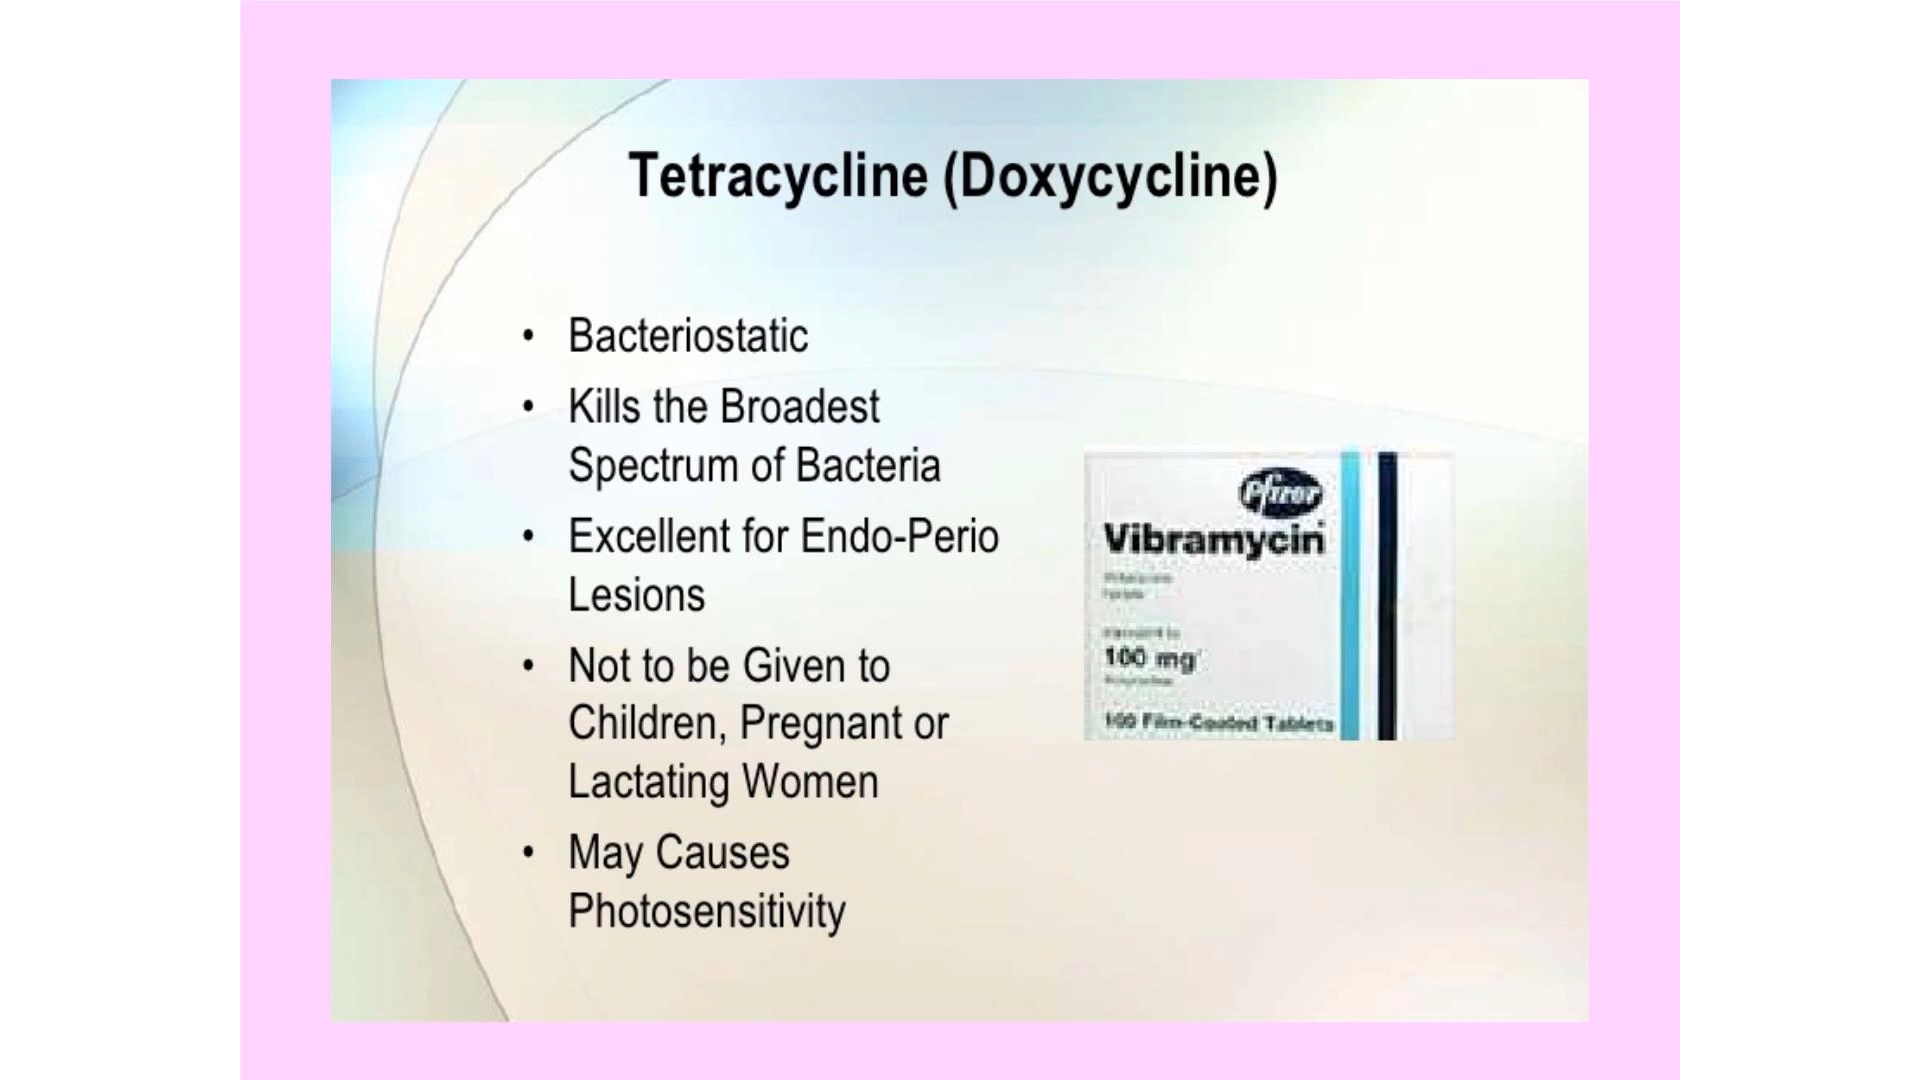 Tetracycline (Doxycycline)
• Bacteriostatic
• Kills the Broadest
Spectrum of Bacteria
• Excellent for Endo-Perio
Lesions
• Not to be Given to
Children, Pregnant or
Lactating Women
• May Causes
Photosensitivity
Pfizer
Vibramycin
100 mg
100 Film-Coated Tablets